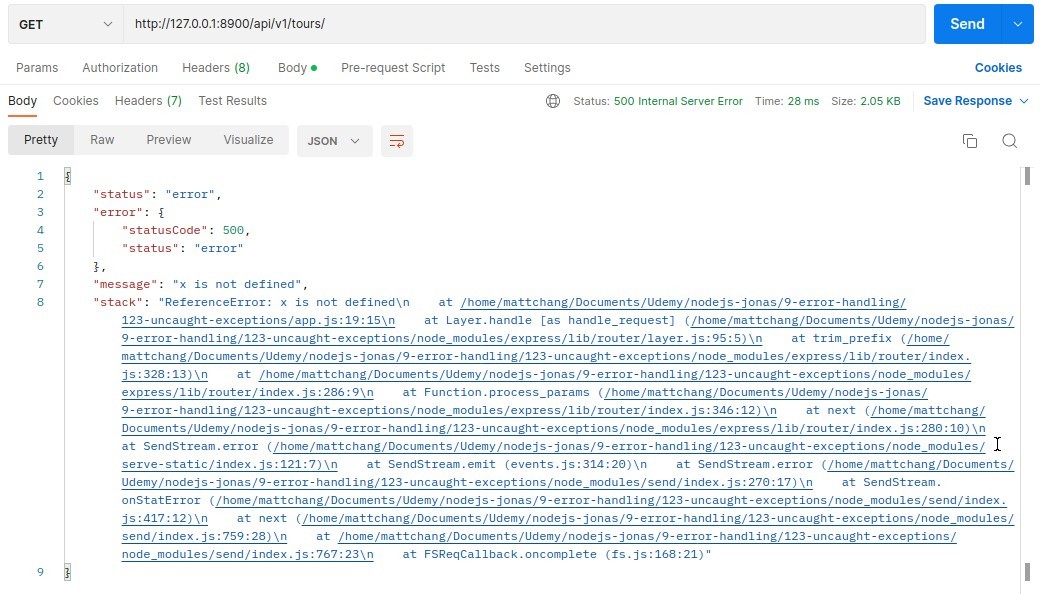 GET http://127.0.0.1:8900/api/v1/tours/ Send
Params Authorization Headers (8) Body Pre-request Script Tests Settings Cookies
Body Cookies Headers (7) Test Results Status: 500 Internal Server Error Time: 28 ms Size: 2.05 KB Save Response
Pretty Raw Preview Visualize JSON
1 {
2 "status": "error",
3 "error": {
4 "statusCode": 500,
5 "status": "error"
6 },
7 "message": "x is not defined",
8 "stack": "ReferenceError: x is not defined\n    at /home/mattchang/Documents/Udemy/nodejs-jonas/9-error-handling/
123-uncaught-exceptions/app.js:19:15\n    at Layer.handle [as handle_request] (/home/mattchang/Documents/Udemy/nodejs-jonas/
9-error-handling/123-uncaught-exceptions/node_modules/express/lib/router/layer.js:95:5)\n    at trim_prefix (/home/
mattchang/Documents/Udemy/nodejs-jonas/9-error-handling/123-uncaught-exceptions/node_modules/express/lib/router/index.
js:328:13)\n    at /home/mattchang/Documents/Udemy/nodejs-jonas/9-error-handling/123-uncaught-exceptions/node_modules/
express/lib/router/index.js:286:9\n    at Function.process_params (/home/mattchang/Documents/Udemy/nodejs-jonas/
9-error-handling/123-uncaught-exceptions/node_modules/express/lib/router/index.js:346:12)\n    at next (/home/mattchang/
Documents/Udemy/nodejs-jonas/9-error-handling/123-uncaught-exceptions/node_modules/express/lib/router/index.js:280:10)\n
at SendStream.error (/home/mattchang/Documents/Udemy/nodejs-jonas/9-error-handling/123-uncaught-exceptions/node_modules/
serve-static/index.js:121:7)\n    at SendStream.emit (events.js:314:20)\n    at SendStream.error (/home/mattchang/Documents/
Udemy/nodejs-jonas/9-error-handling/123-uncaught-exceptions/node_modules/send/index.js:270:17)\n    at SendStream.
onStatError (/home/mattchang/Documents/Udemy/nodejs-jonas/9-error-handling/123-uncaught-exceptions/node_modules/send/index.
js:417:12)\n    at next (/home/mattchang/Documents/Udemy/nodejs-jonas/9-error-handling/123-uncaught-exceptions/node_modules/
send/index.js:759:28)\n    at /home/mattchang/Documents/Udemy/nodejs-jonas/9-error-handling/123-uncaught-exceptions/
node_modules/send/index.js:767:23\n    at FSReqCallback.oncomplete (fs.js:168:21)"
9 }